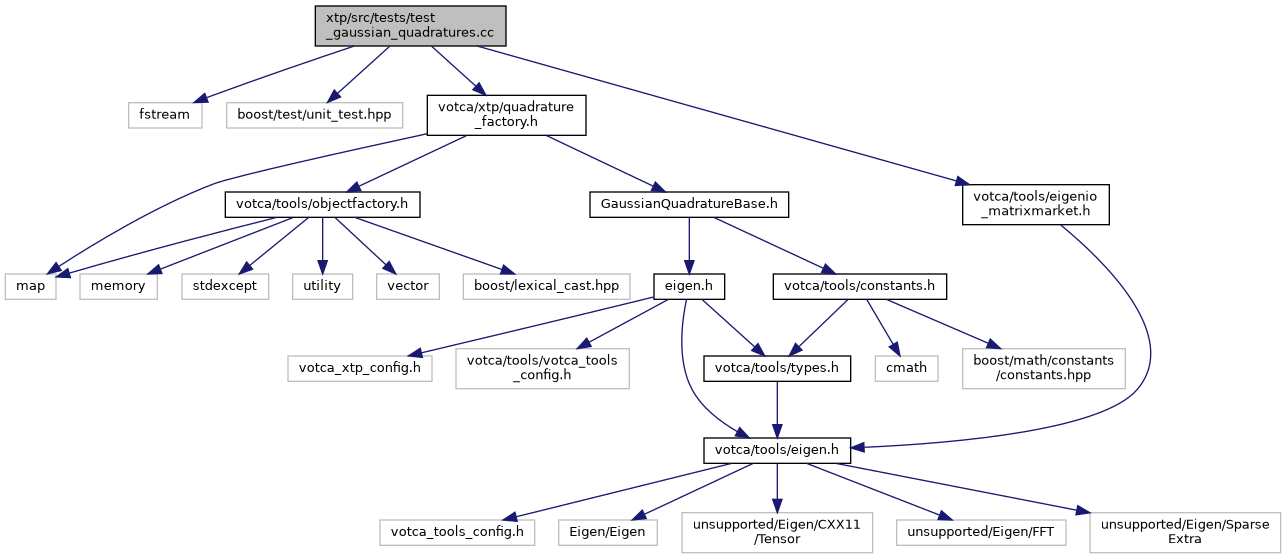 xtp/src/tests/test
_gaussian_quadratures.cc
fstream
boost/test/unit_test.hpp
votca/xtp/quadrature
_factory.h
votca/tools/eigenio
_matrixmarket.h
votca/tools/objectfactory.h
GaussianQuadratureBase.h
map
memory
stdexcept
utility
vector
boost/lexical_cast.hpp
eigen.h
votca/tools/constants.h
votca_xtp_config.h
votca/tools/votca_tools
_config.h
votca/tools/types.h
cmath
boost/math/constants
/constants.hpp
votca/tools/eigen.h
votca_tools_config.h
Eigen/Eigen
unsupported/Eigen/CXX11
/Tensor
unsupported/Eigen/FFT
unsupported/Eigen/Sparse
Extra